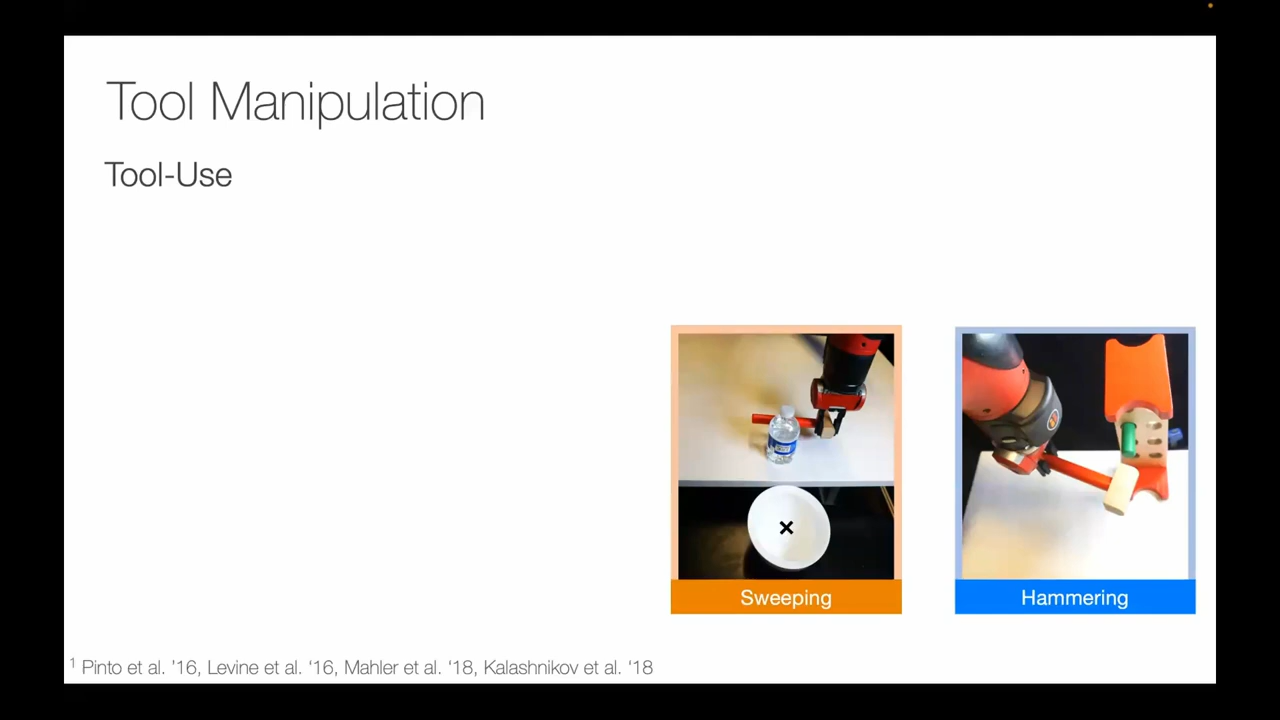 Tool Manipulation
Tool-Use
×
Sweeping
Hammering
1 Pinto et al. '16, Levine et al. '16, Mahler et al. '18, Kalashnikov et al. '18